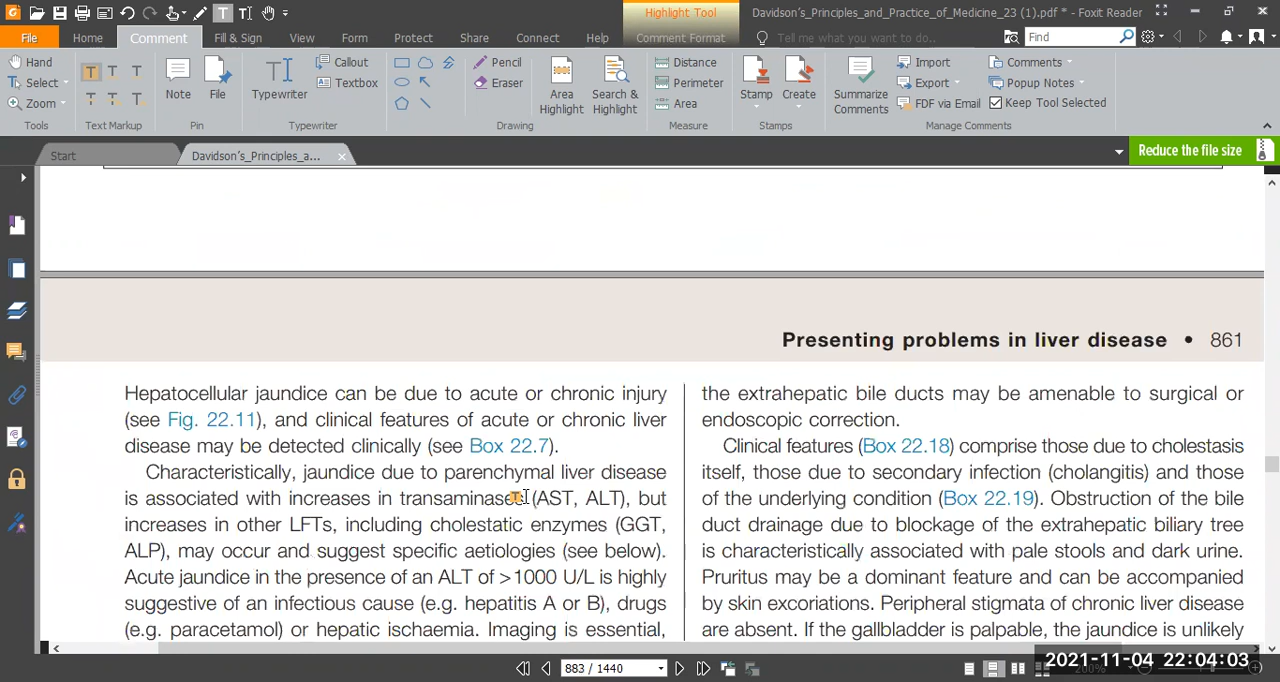 Highlight Tool
Davidson's_Principles_and_Practice_of_Medicine_23 (1).pdf * - Foxit Reader
File Home Comment Fill & Sign View Form Protect Share Connect Help Comment Format Tell me what you want to do... Find
Hand
Select
Zoom
Tools
Text Markup
Note
File
Pin
Typewriter
Callout
Textbox
Typewriter
Pencil
Eraser
Drawing
Area Highlight
Search & Highlight
Distance
Perimeter
Area
Measure
Stamp
Create
Stamps
Summarize Comments
Import
Export
FDF via Email
Comments
Popup Notes
Keep Tool Selected
Manage Comments
Start
Davidson's_Principles_a...
Reduce the file size
Presenting problems in liver disease • 861
Hepatocellular jaundice can be due to acute or chronic injury
(see Fig. 22.11), and clinical features of acute or chronic liver
disease may be detected clinically (see Box 22.7).
Characteristically, jaundice due to parenchymal liver disease
is associated with increases in transaminases (AST, ALT), but
increases in other LFTs, including cholestatic enzymes (GGT,
ALP), may occur and suggest specific aetiologies (see below).
Acute jaundice in the presence of an ALT of >1000 U/L is highly
suggestive of an infectious cause (e.g. hepatitis A or B), drugs
(e.g. paracetamol) or hepatic ischaemia. Imaging is essential,
the extrahepatic bile ducts may be amenable to surgical or
endoscopic correction.
Clinical features (Box 22.18) comprise those due to cholestasis
itself, those due to secondary infection (cholangitis) and those
of the underlying condition (Box 22.19). Obstruction of the bile
duct drainage due to blockage of the extrahepatic biliary tree
is characteristically associated with pale stools and dark urine.
Pruritus may be a dominant feature and can be accompanied
by skin excoriations. Peripheral stigmata of chronic liver disease
are absent. If the gallbladder is palpable, the jaundice is unlikely
883 / 1440
2021-11-04 22:04:03